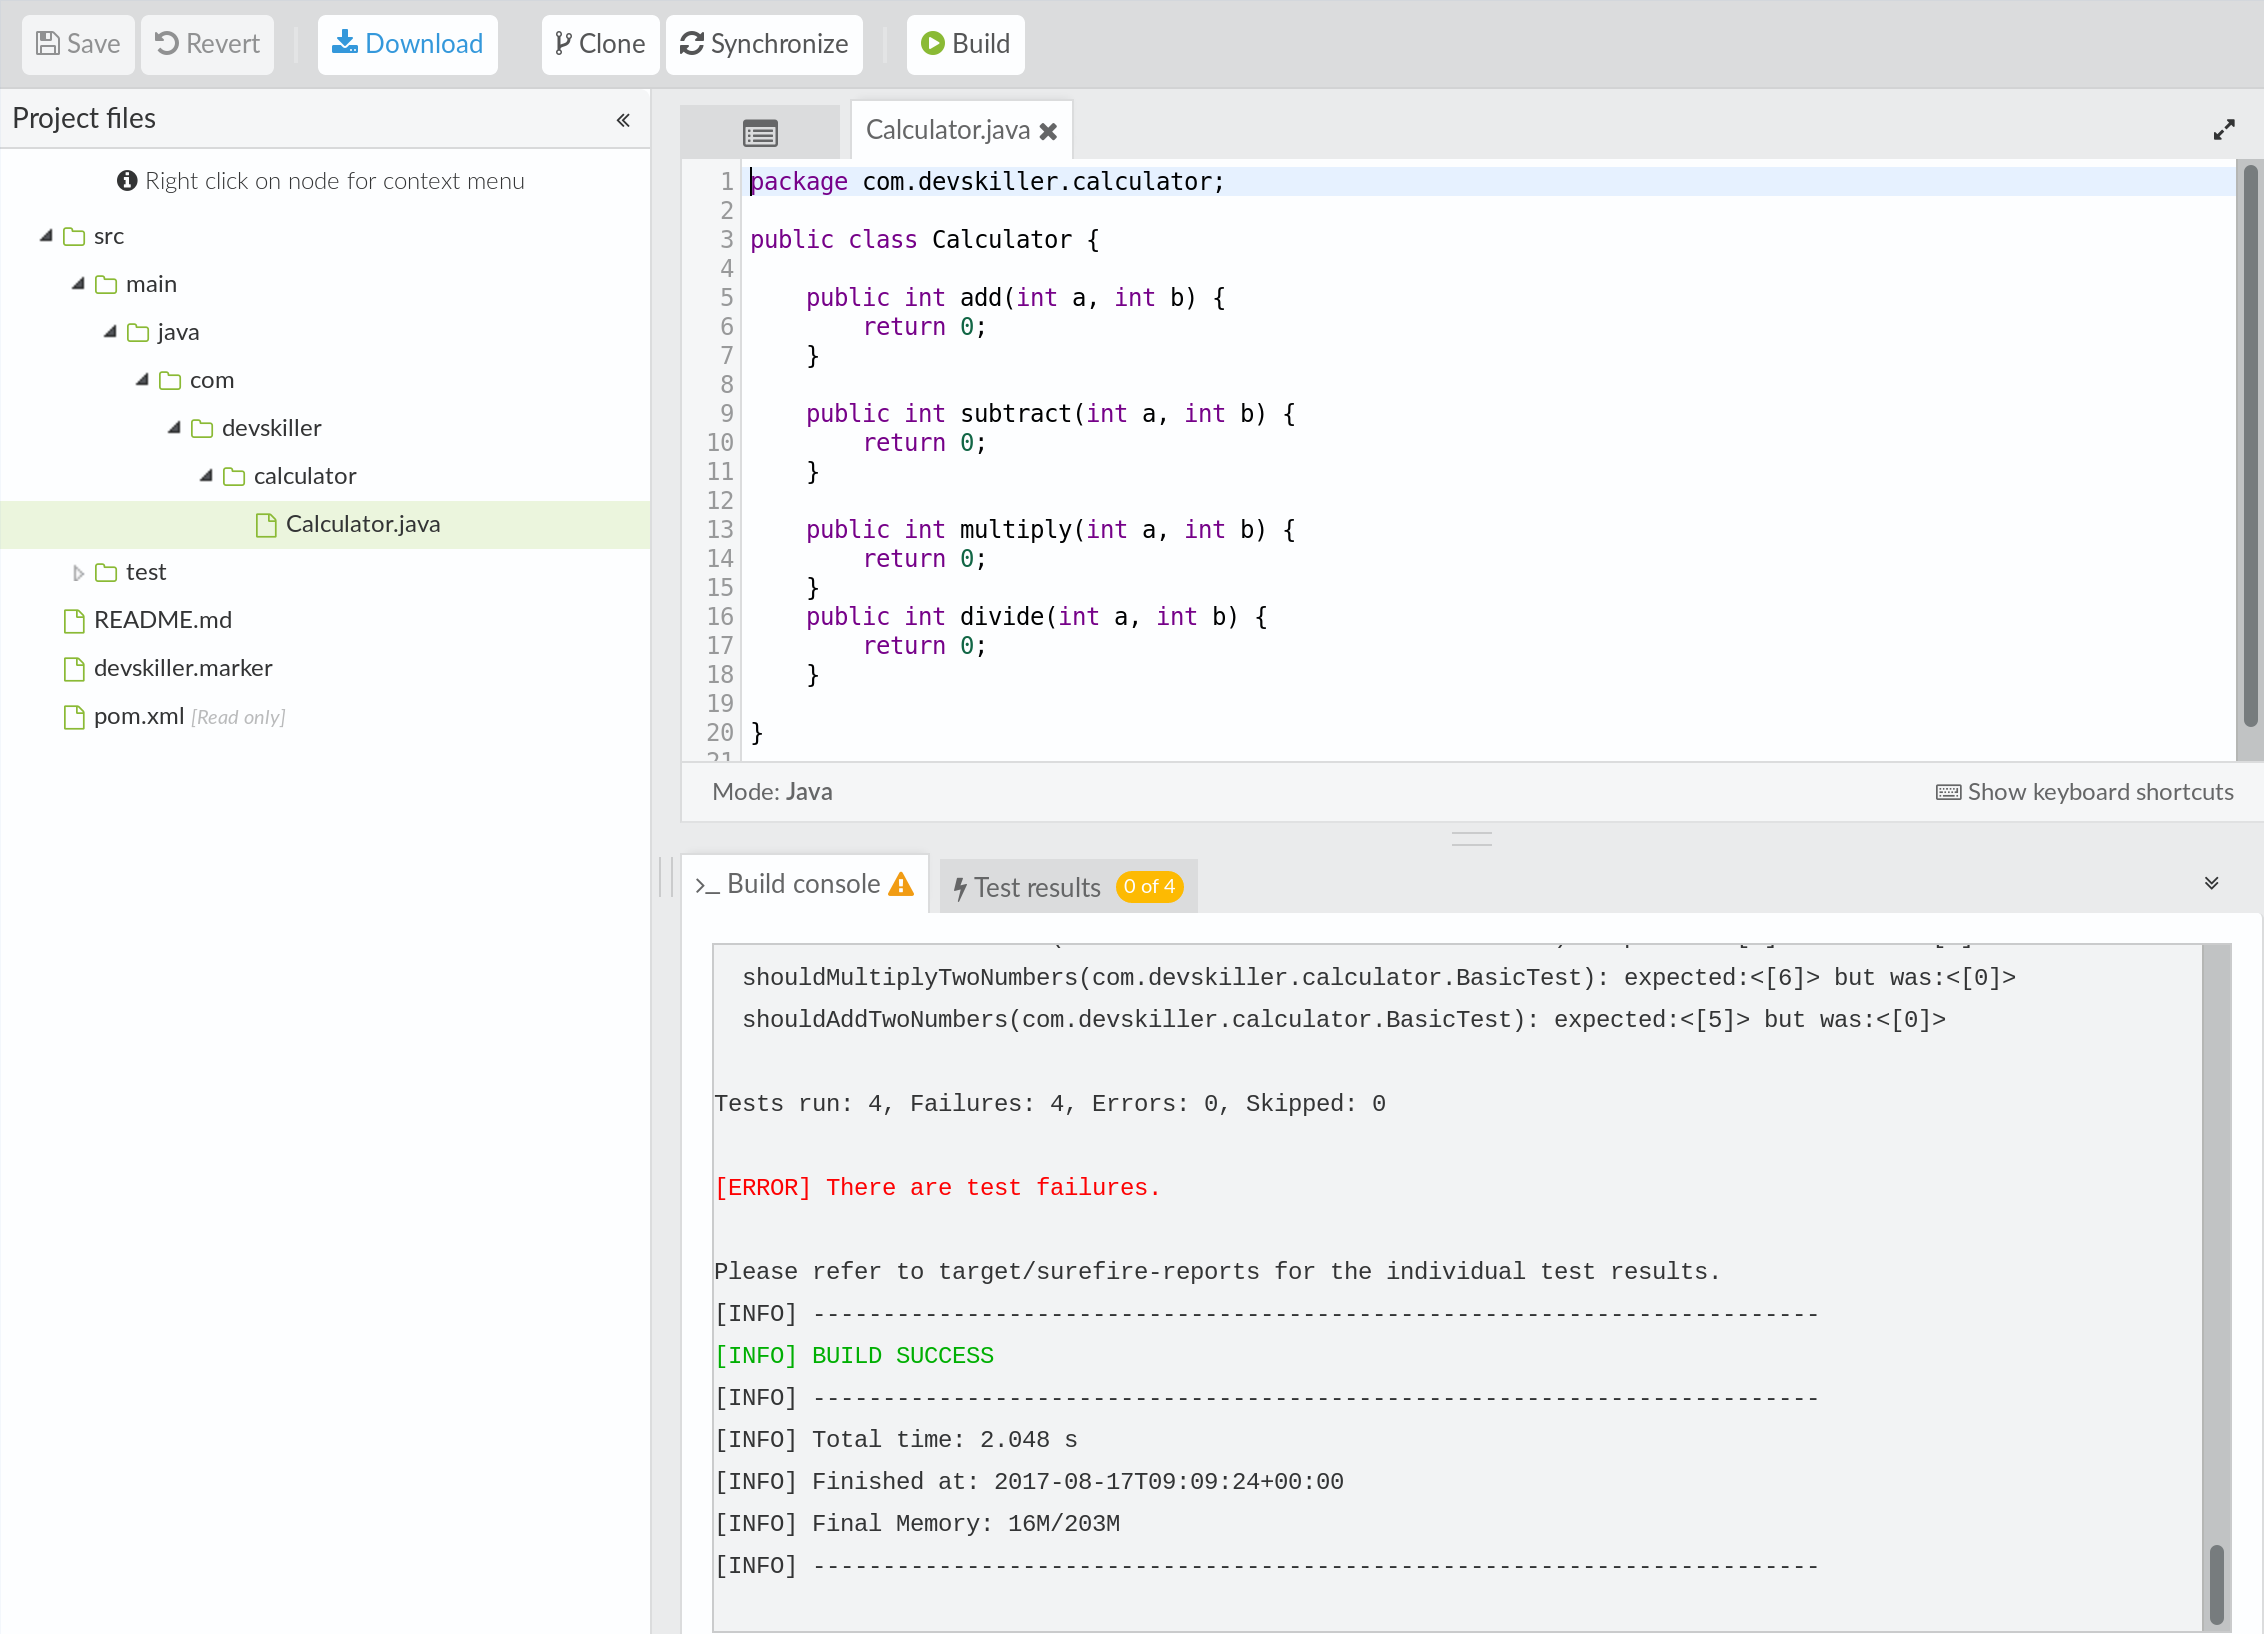 Save Revert Download Clone Synchronize Build
Project files «
Right click on node for context menu
src
main
java
com
devskiller
calculator
Calculator.java
test
README.md
devskiller.marker
pom.xml [Read only]
Calculator.java
1 package com.devskiller.calculator;
2
3 public class Calculator {
4
5     public int add(int a, int b) {
6         return 0;
7     }
8
9     public int subtract(int a, int b) {
10         return 0;
11     }
12
13     public int multiply(int a, int b) {
14         return 0;
15     }
16     public int divide(int a, int b) {
17         return 0;
18     }
19
20 }
21
Mode: Java
Show keyboard shortcuts
>_ Build console
Test results 0 of 4
shouldMultiplyTwoNumbers(com.devskiller.calculator.BasicTest): expected:<[6]> but was:<[0]>
shouldAddTwoNumbers(com.devskiller.calculator.BasicTest): expected:<[5]> but was:<[0]>
Tests run: 4, Failures: 4, Errors: 0, Skipped: 0
[ERROR] There are test failures.
Please refer to target/surefire-reports for the individual test results.
[INFO] ------------------------------------------------------------------------
[INFO] BUILD SUCCESS
[INFO] ------------------------------------------------------------------------
[INFO] Total time: 2.048 s
[INFO] Finished at: 2017-08-17T09:09:24+00:00
[INFO] Final Memory: 16M/203M
[INFO] ------------------------------------------------------------------------